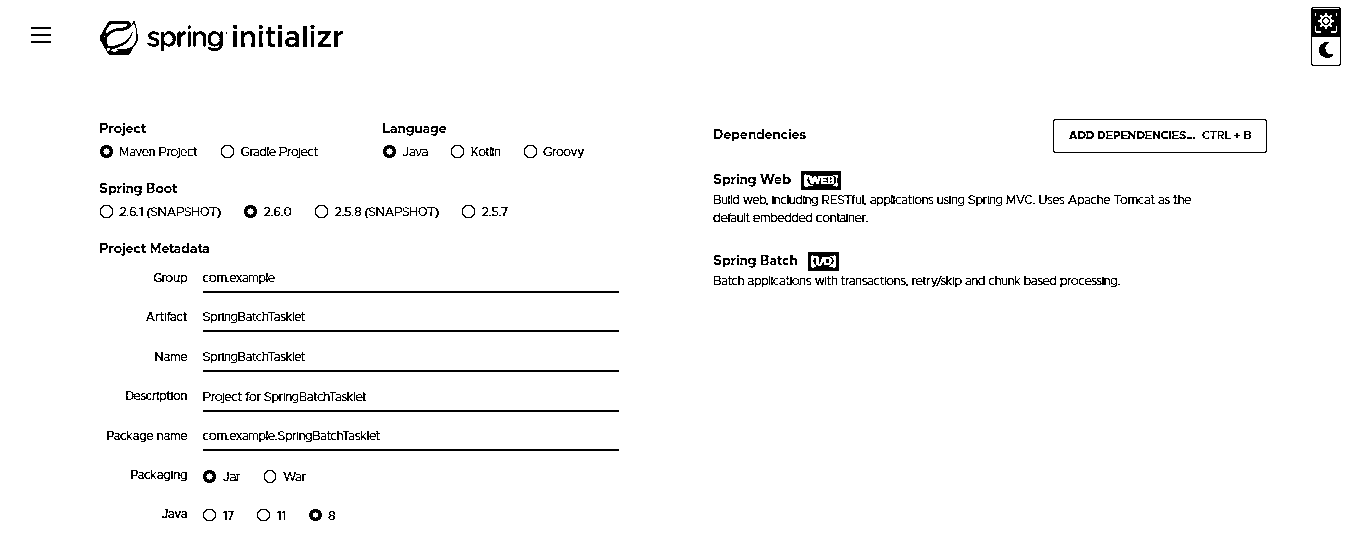 spring initializr
Project
Maven Project Gradle Project
Language
Java Kotlin Groovy
Spring Boot
2.6.1 (SNAPSHOT) 2.6.0 2.5.8 (SNAPSHOT) 2.5.7
Project Metadata
Group com.example
Artifact SpringBatchTasklet
Name SpringBatchTasklet
Description Project for SpringBatchTasklet
Package name com.example.SpringBatchTasklet
Packaging Jar War
Java 17 11 8
Dependencies
ADD DEPENDENCIES... CTRL + B
Spring Web [WEB]
Build web, including RESTful, applications using Spring MVC. Uses Apache Tomcat as the
default embedded container.
Spring Batch [I/O]
Batch applications with transactions, retry/skip and chunk based processing.